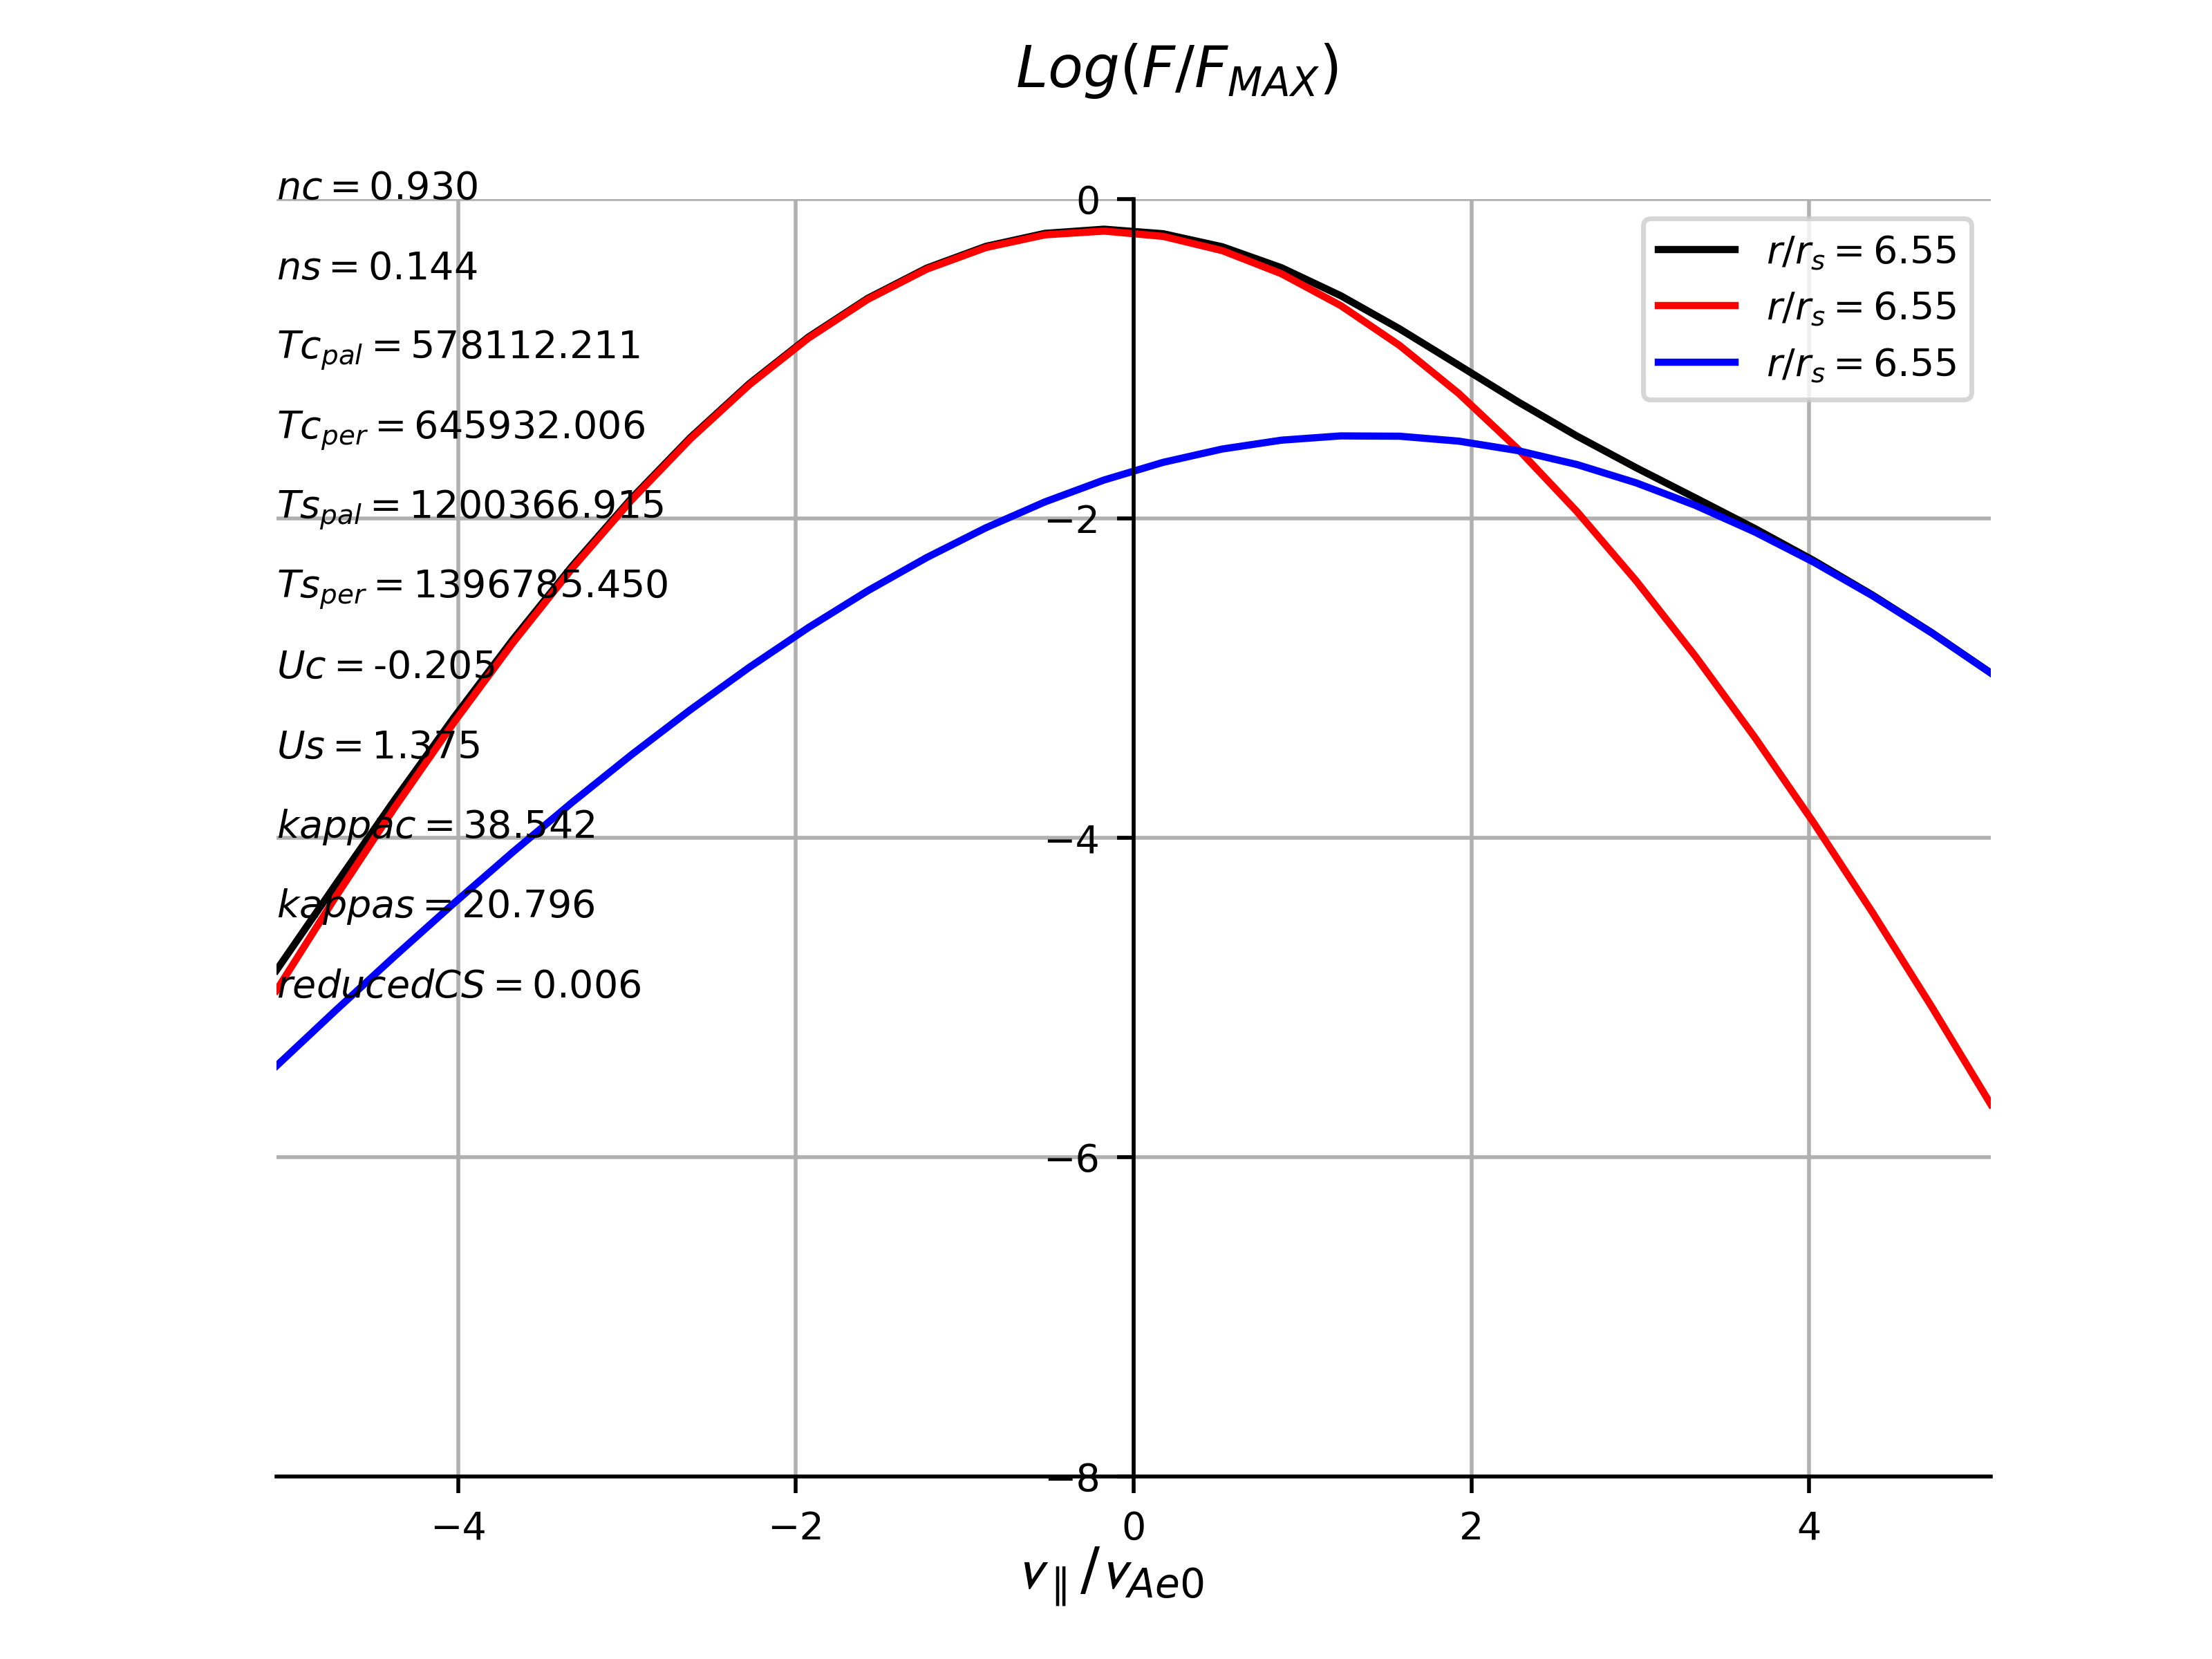 Log(F/F_MAX)
nc = 0.930
ns = 0.144
Tc_pal = 578112.211
Tc_per = 645932.006
Ts_pal = 1200366.915
Ts_per = 1396785.450
Uc = -0.205
Us = 1.375
kappac = 38.542
kappas = 20.796
reducedCS = 0.006
r/r_s = 6.55
r/r_s = 6.55
r/r_s = 6.55
0
−2
−4
−6
−8
−4 −2 0 2 4
v_∥/v_Ae0